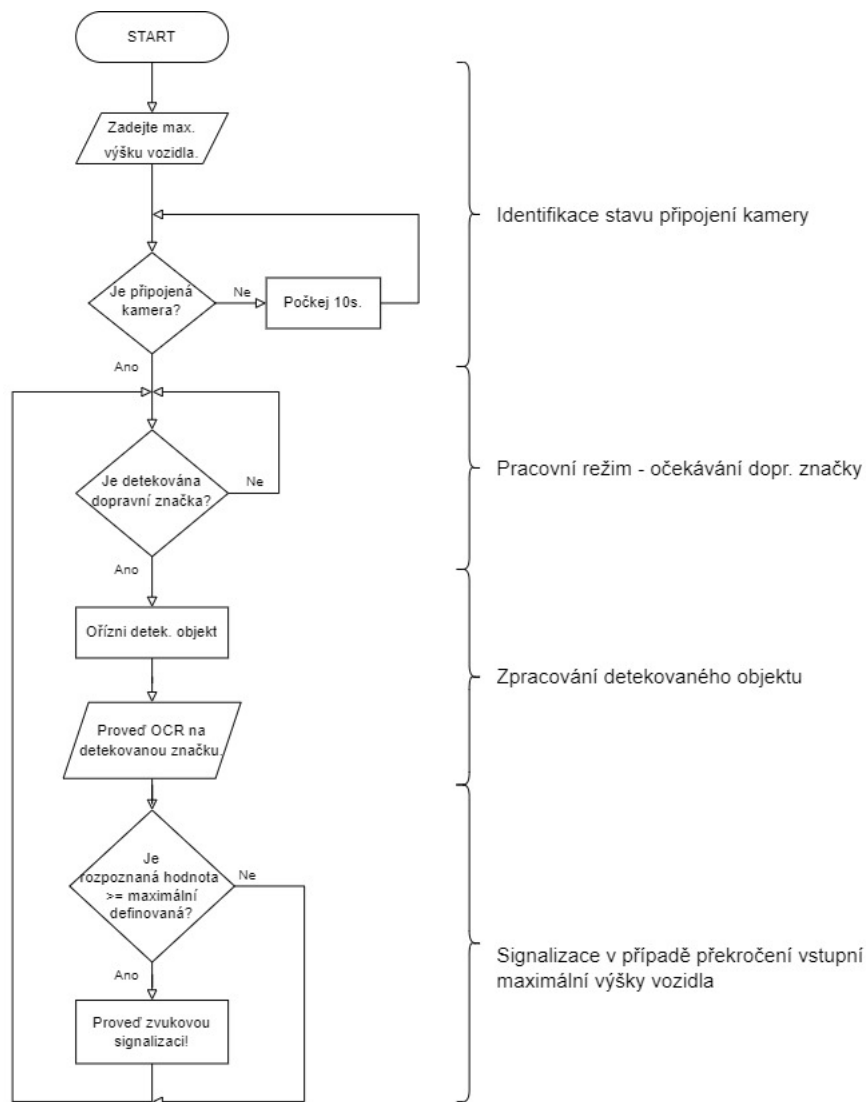 START
Zadejte max.
výšku vozidla.
Identifikace stavu připojení kamery
Je připojená
kamera?
Ne
Počkej 10s.
Ano
Je detekována
dopravní značka?
Ne
Pracovní režim - očekávání dopr. značky
Ano
Ořízni detek. objekt
Zpracování detekovaného objektu
Proveď OCR na
detekovanou značku.
Je
rozpoznaná hodnota
>= maximální
definovaná?
Ne
Signalizace v případě překročení vstupní
maximální výšky vozidla
Ano
Proveď zvukovou
signalizaci!